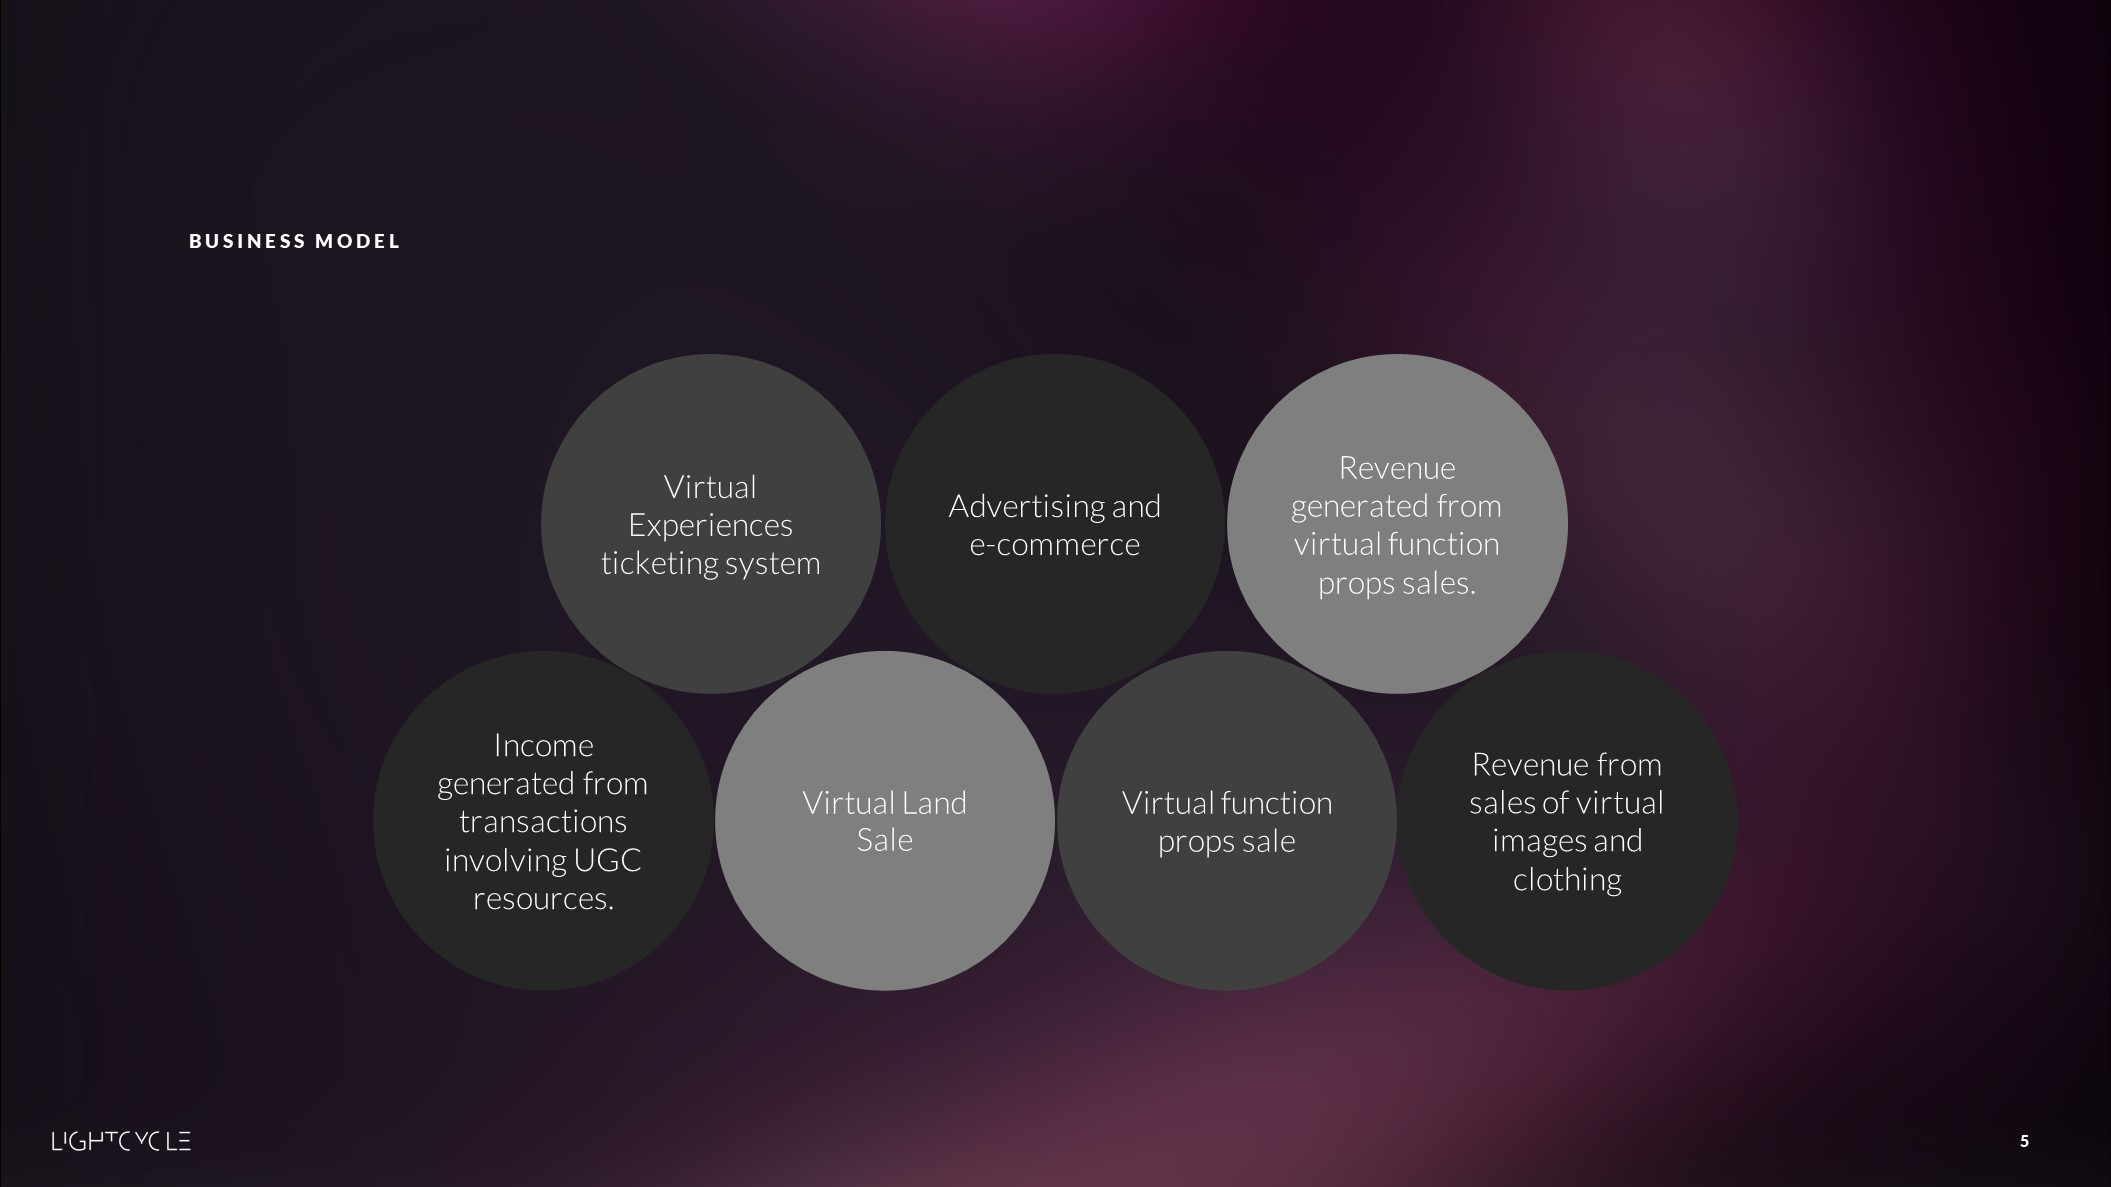 BUSINESS MODEL
Virtual
Experiences
ticketing system
Advertising and
e-commerce
Revenue
generated from
virtual function
props sales.
Income
generated from
transactions
involving UGC
resources.
Virtual Land
Sale
Virtual function
props sale
Revenue from
sales of virtual
images and
clothing
LIGHTCYCLE
5